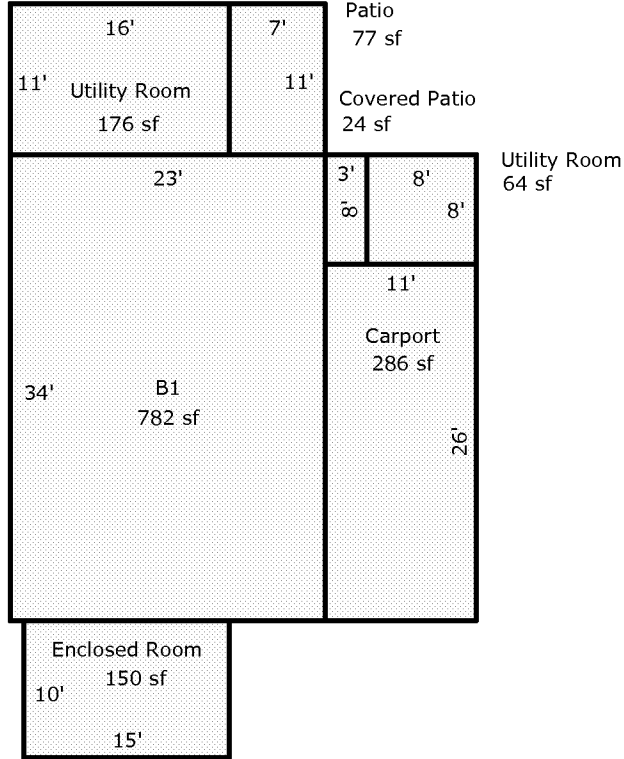 16'
7'
Patio
77 sf
11'
11'
Utility Room
176 sf
Covered Patio
24 sf
Utility Room
64 sf
23'
3'
8'
8'
8'
11'
Carport
286 sf
34'
B1
782 sf
26'
Enclosed Room
150 sf
10'
15'